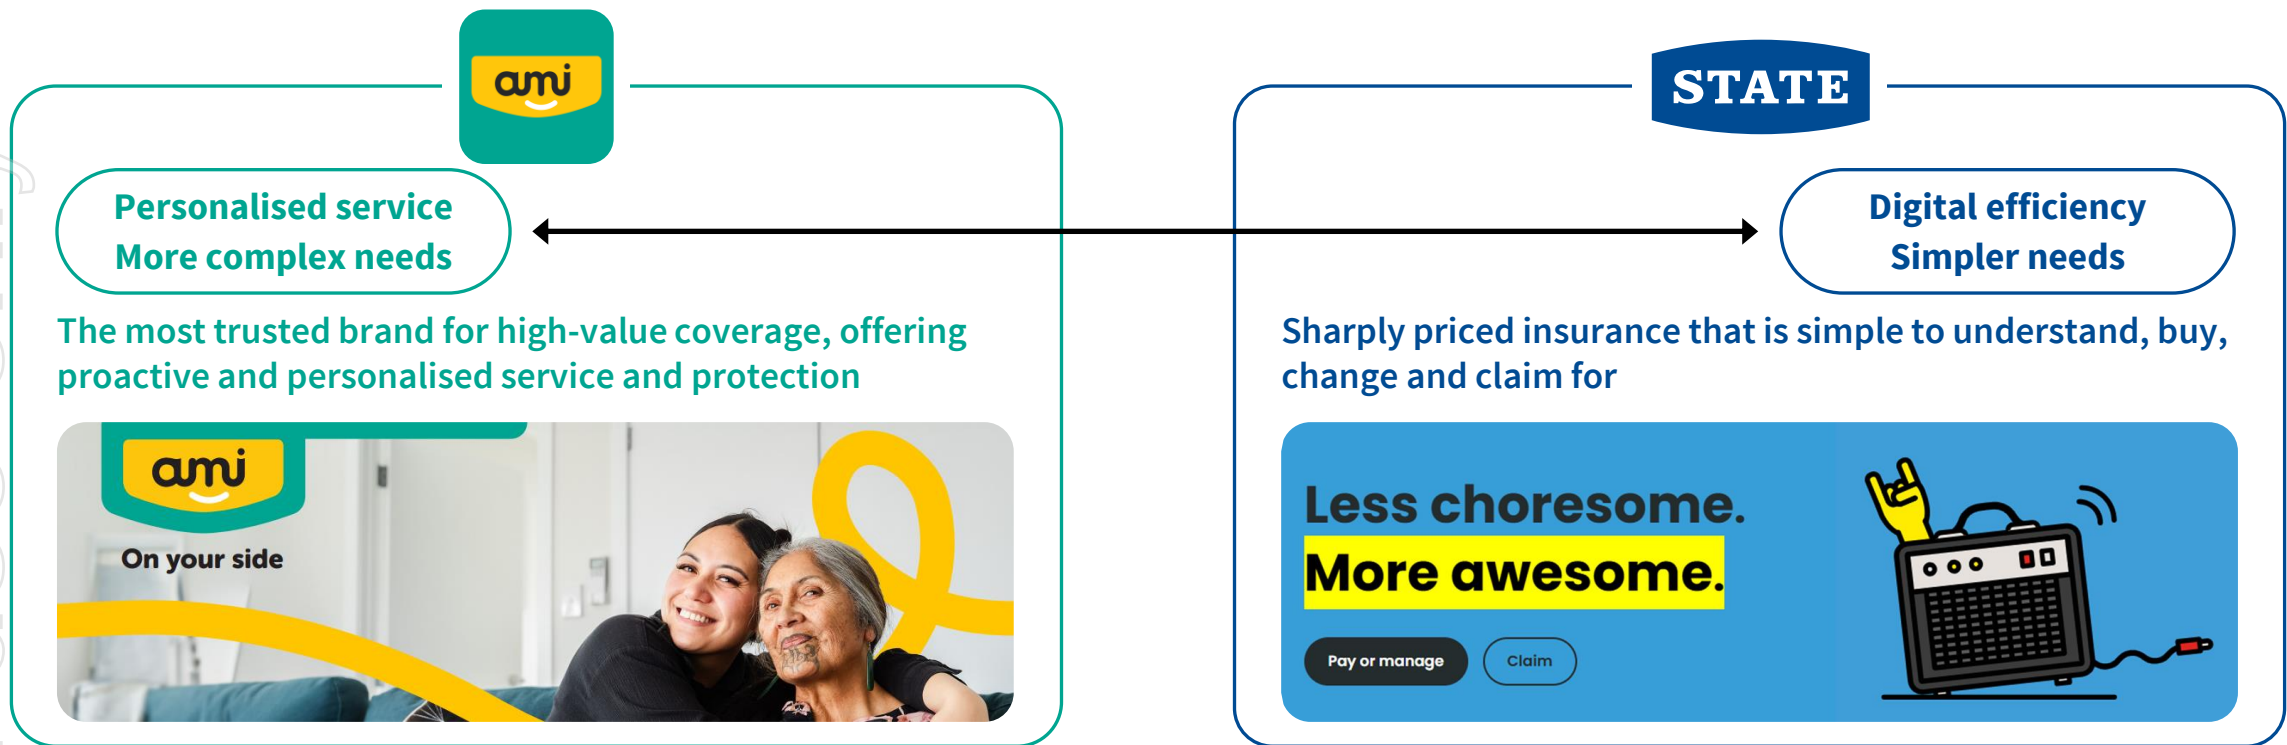 ami
Personalised service
More complex needs
The most trusted brand for high-value coverage, offering
proactive and personalised service and protection
ami
On your side
STATE
Digital efficiency
Simpler needs
Sharply priced insurance that is simple to understand, buy,
change and claim for
Less choresome.
More awesome.
Pay or manage
Claim